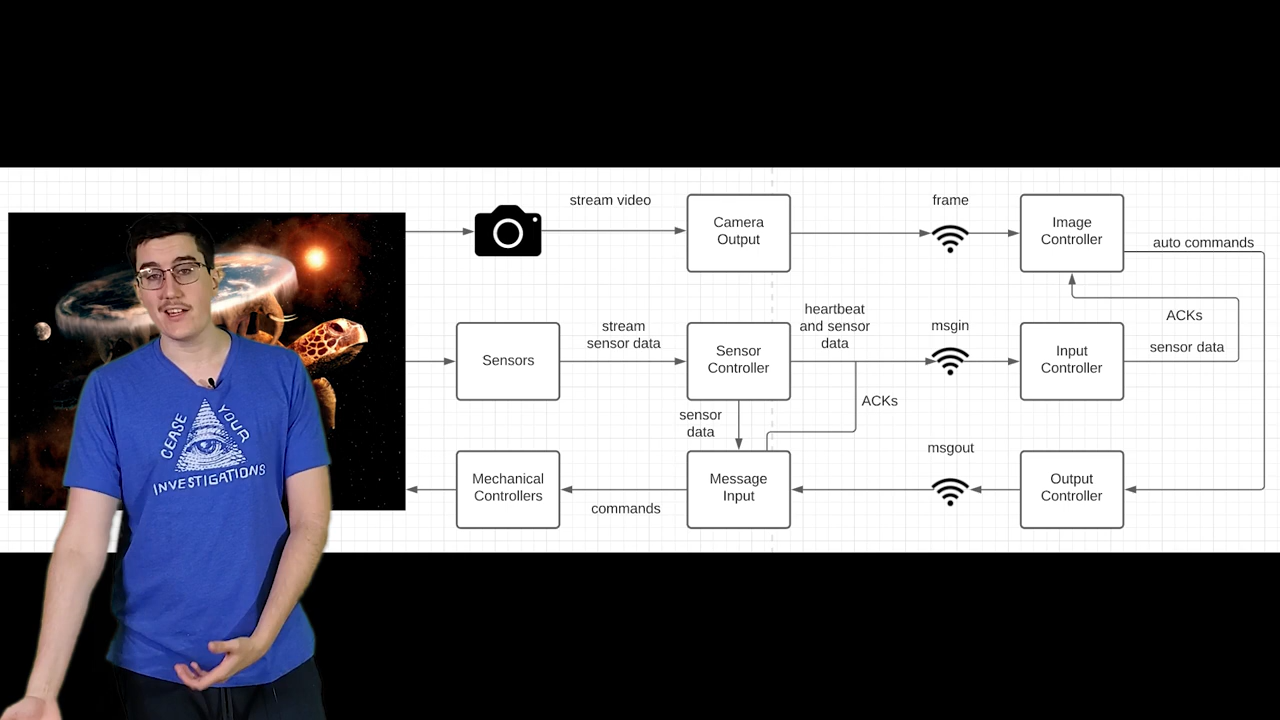 stream video
frame
Camera
Output
Image
Controller
auto commands
heartbeat
and sensor
data
stream
sensor data
msgin
ACKs
sensor data
Sensors
Sensor
Controller
Input
Controller
ACKs
sensor
data
msgout
Mechanical
Controllers
Message
Input
Output
Controller
commands
CEASE YOUR
INVESTIGATIONS